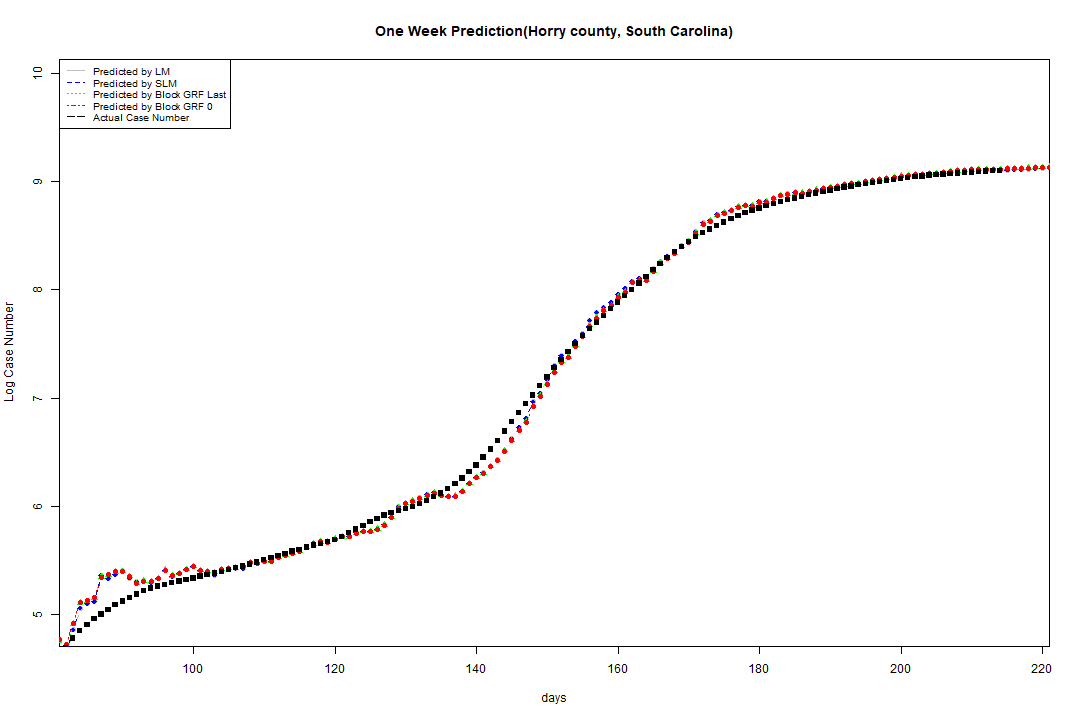 One Week Prediction(Horry county, South Carolina)
Predicted by LM
Predicted by SLM
Predicted by Block GRF Last
Predicted by Block GRF 0
Actual Case Number
10
9
8
7
6
5
Log Case Number
100 120 140 160 180 200 220
days